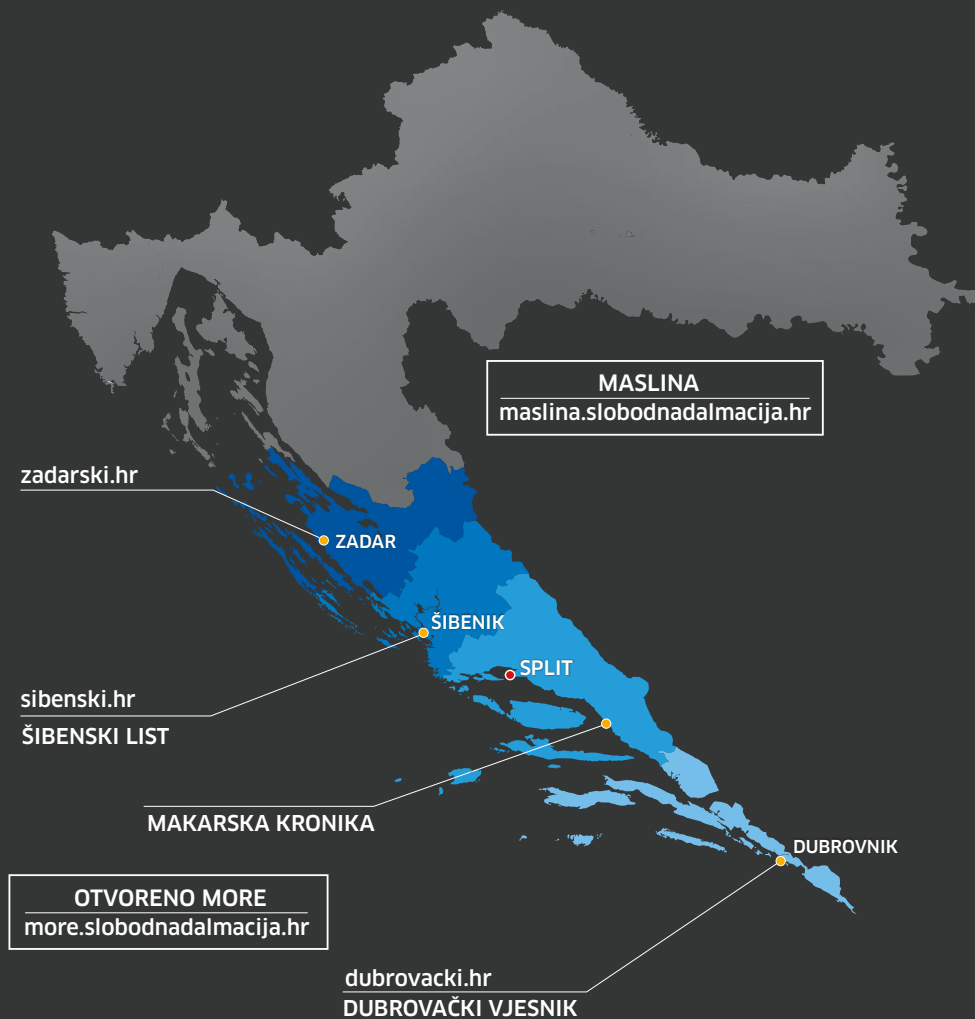 MASLINA
maslina.slobodnadalmacija.hr
zadarski.hr
ZADAR
ŠIBENIK
SPLIT
sibenski.hr
ŠIBENSKI LIST
MAKARSKA KRONIKA
DUBROVNIK
OTVORENO MORE
more.slobodnadalmacija.hr
dubrovacki.hr
DUBROVAČKI VJESNIK